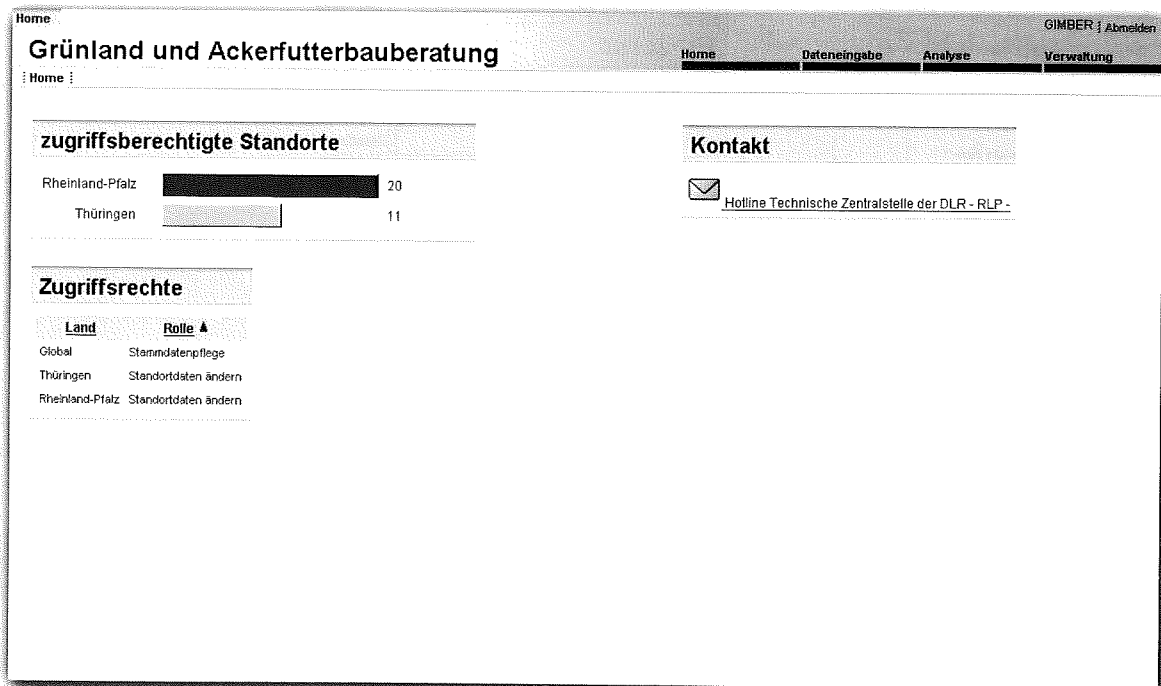 Home
GIMBER | Abmelden
Grünland und Ackerfutterbauberatung
Home Dateneingabe Analyse Verwaltung
Home
zugriffsberechtigte Standorte
Rheinland-Pfalz 20
Thüringen 11
Kontakt
Hotline Technische Zentralstelle der DLR - RLP -
Zugriffsrechte
Land Rolle ▲
Global Stammdatenpflege
Thüringen Standortdaten ändern
Rheinland-Pfalz Standortdaten ändern